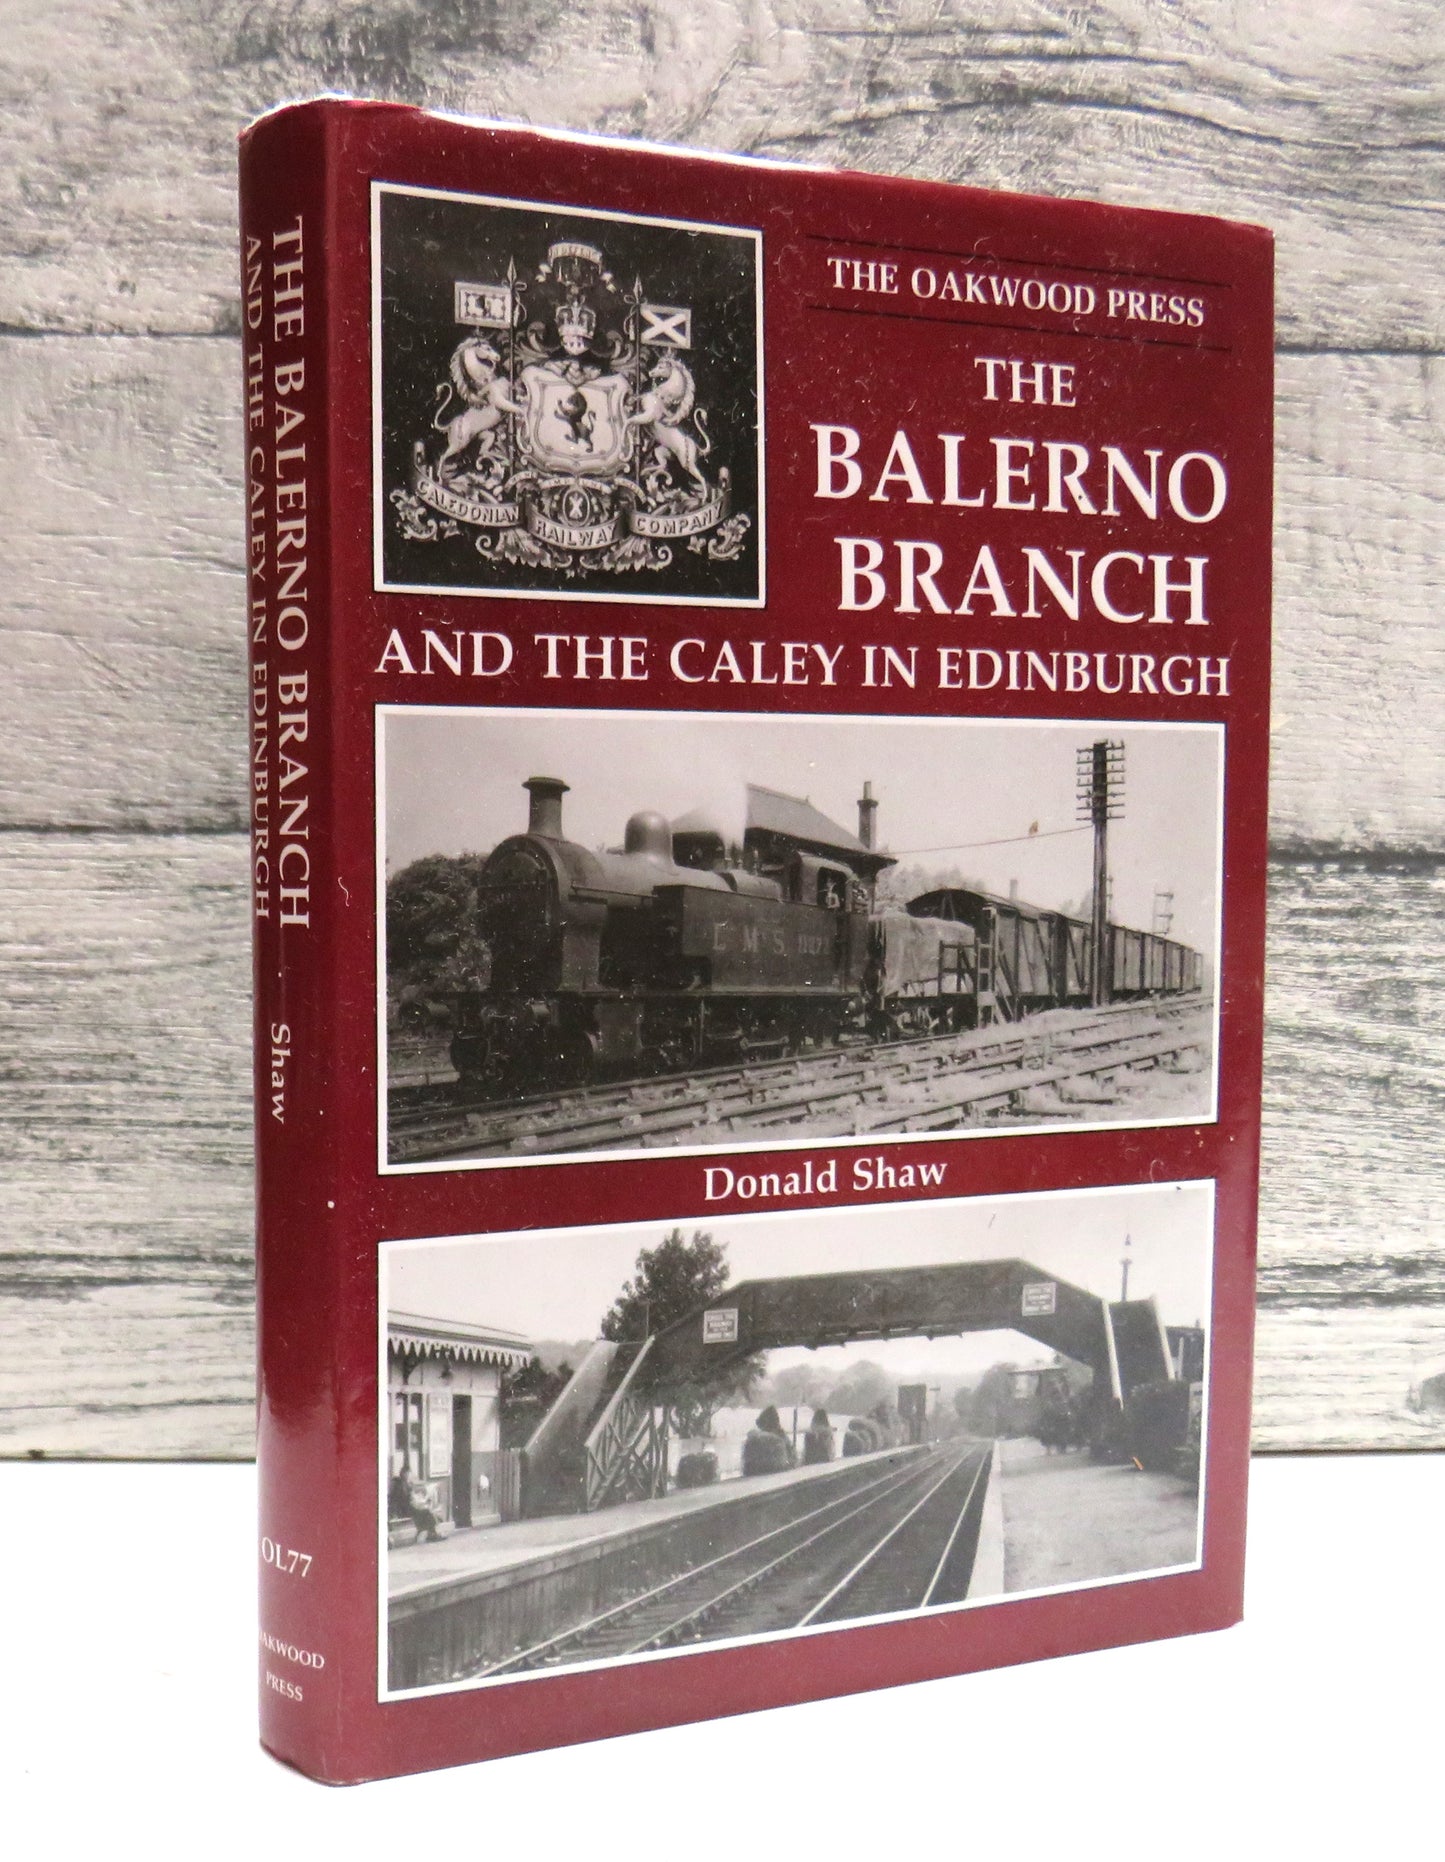 THE BALERNO BRANCH
AND THE CALEY IN EDINBURGH
Shaw
OL77
OAKWOOD
PRESS
CALEDONIAN RAILWAY COMPANY
THE OAKWOOD PRESS
THE
BALERNO
BRANCH
AND THE CALEY IN EDINBURGH
L M S
Donald Shaw